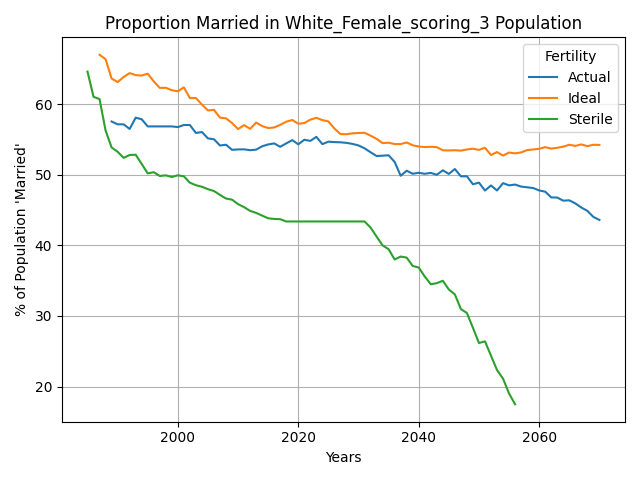 Proportion Married in White_Female_scoring_3 Population
% of Population 'Married'
60
50
40
30
20
2000
2020
2040
2060
Years
Fertility
Actual
Ideal
Sterile